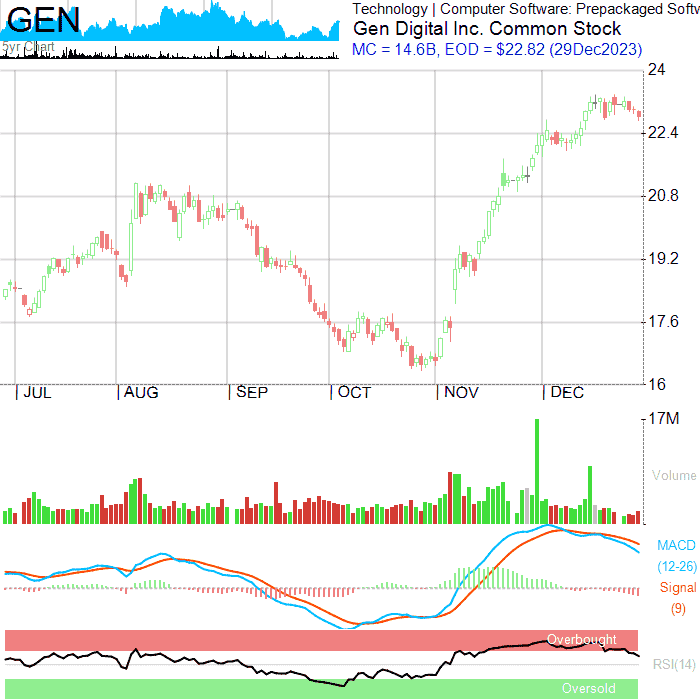 GEN
5yr Chart
Technology | Computer Software: Prepackaged Softw
Gen Digital Inc. Common Stock
MC = 14.6B, EOD = $22.82 (29Dec2023)
24
22.4
20.8
19.2
17.6
16
| JUL | AUG | SEP | OCT | NOV | DEC
17M
Volume
MACD
(12-26)
Signal
(9)
Overbought
RSI(14)
Oversold